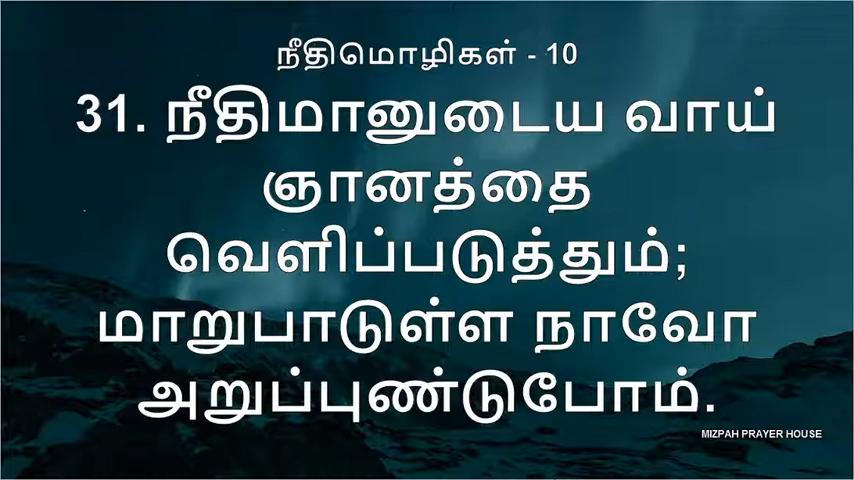 நீதிமொழிகள் - 10
31. நீதிமானுடைய வாய்
ஞானத்தை
வெளிப்படுத்தும்;
மாறுபாடுள்ள நாவோ
அறுப்புண்டுபோம்.
MIZPAH PRAYER HOUSE